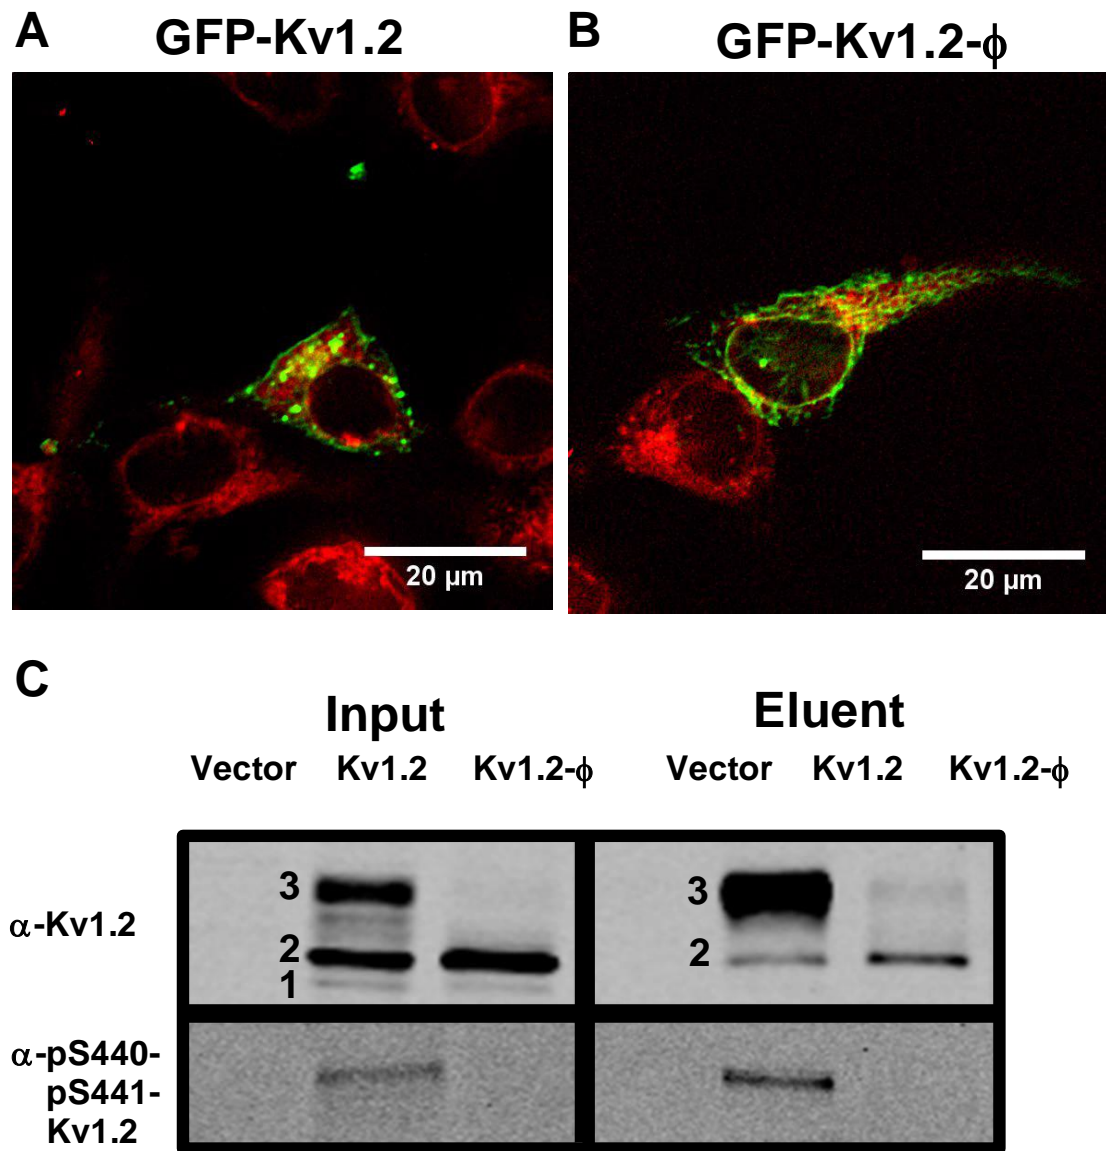 A GFP-Kv1.2
B GFP-Kv1.2-ϕ
20 µm
20 µm
C
Input Eluent
Vector Kv1.2 Kv1.2-ϕ Vector Kv1.2 Kv1.2-ϕ
α-Kv1.2
3
2
1
3
2
α-pS440-
pS441-
Kv1.2